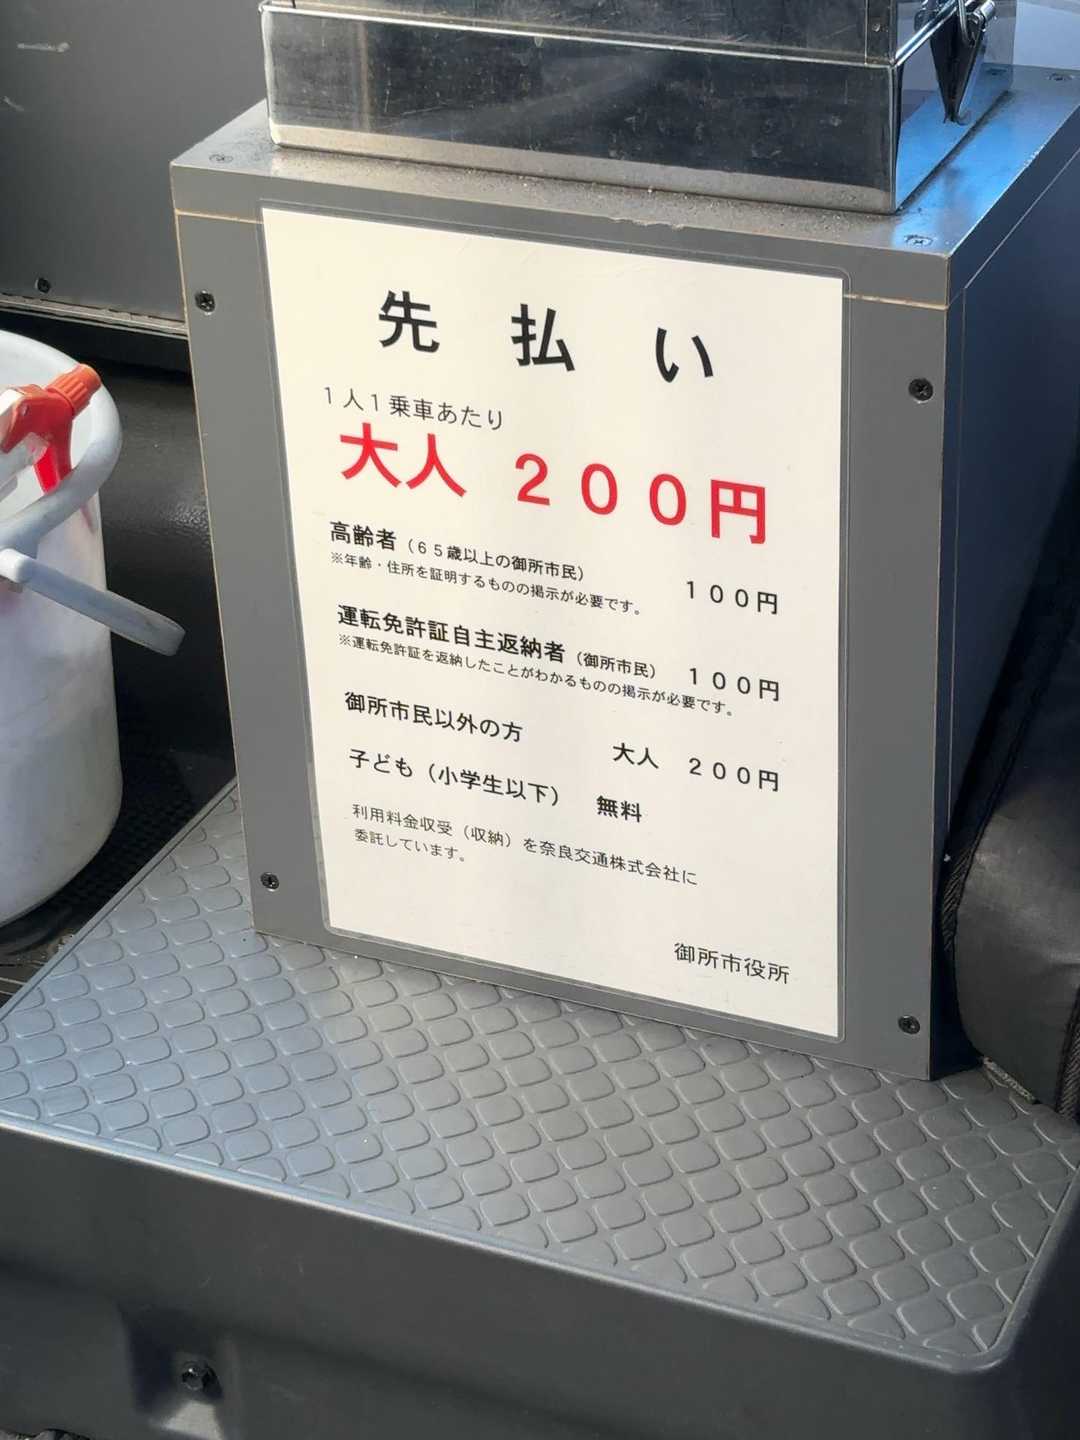 先払い
１人１乗車あたり
大人 ２００円
高齢者（６５歳以上の御所市民） １００円
※年齢・住所を証明するものの掲示が必要です。
運転免許証自主返納者（御所市民） １００円
※運転免許証を返納したことがわかるものの掲示が必要です。
御所市民以外の方 大人 ２００円
子ども（小学生以下） 無料
利用料金収受（収納）を奈良交通株式会社に
委託しています。
御所市役所